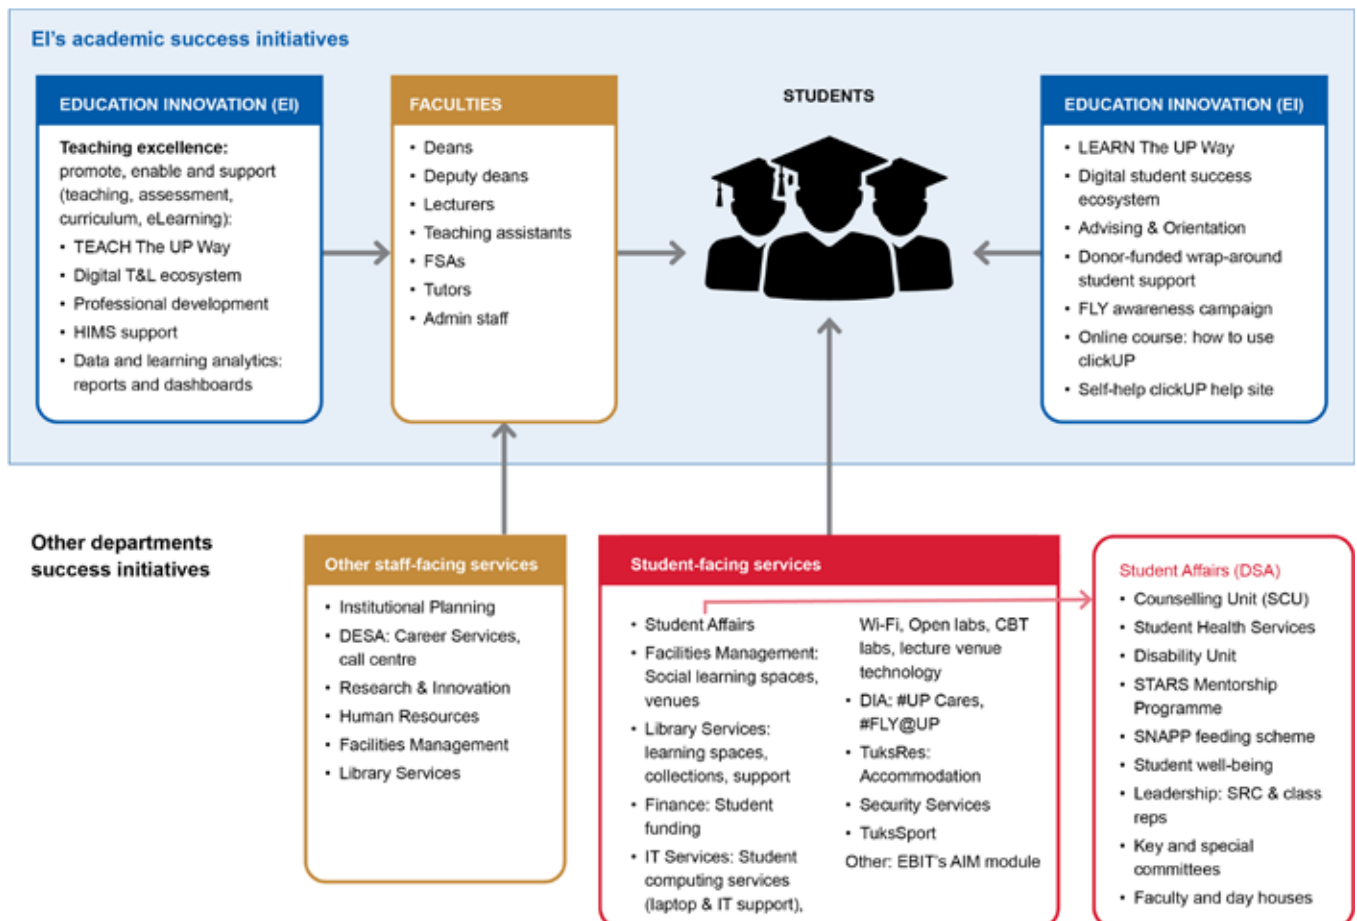 EI's academic success initiatives
EDUCATION INNOVATION (EI)
Teaching excellence:
promote, enable and support
(teaching, assessment,
curriculum, eLearning):
• TEACH The UP Way
• Digital T&L ecosystem
• Professional development
• HIMS support
• Data and learning analytics:
reports and dashboards
FACULTIES
• Deans
• Deputy deans
• Lecturers
• Teaching assistants
• FSAs
• Tutors
• Admin staff
STUDENTS
EDUCATION INNOVATION (EI)
• LEARN The UP Way
• Digital student success
ecosystem
• Advising & Orientation
• Donor-funded wrap-around
student support
• FLY awareness campaign
• Online course: how to use
clickUP
• Self-help clickUP help site
Other departments
success initiatives
Other staff-facing services
• Institutional Planning
• DESA: Career Services,
call centre
• Research & Innovation
• Human Resources
• Facilities Management
• Library Services
Student-facing services
• Student Affairs
• Facilities Management:
Social learning spaces,
venues
• Library Services:
learning spaces,
collections, support
• Finance: Student
funding
• IT Services: Student
computing services
(laptop & IT support),
Wi-Fi, Open labs, CBT
labs, lecture venue
technology
• DIA: #UP Cares,
#FLY@UP
• TuksRes:
Accommodation
• Security Services
• TuksSport
Other: EBIT's AIM module
Student Affairs (DSA)
• Counselling Unit (SCU)
• Student Health Services
• Disability Unit
• STARS Mentorship
Programme
• SNAPP feeding scheme
• Student well-being
• Leadership: SRC & class
reps
• Key and special
committees
• Faculty and day houses